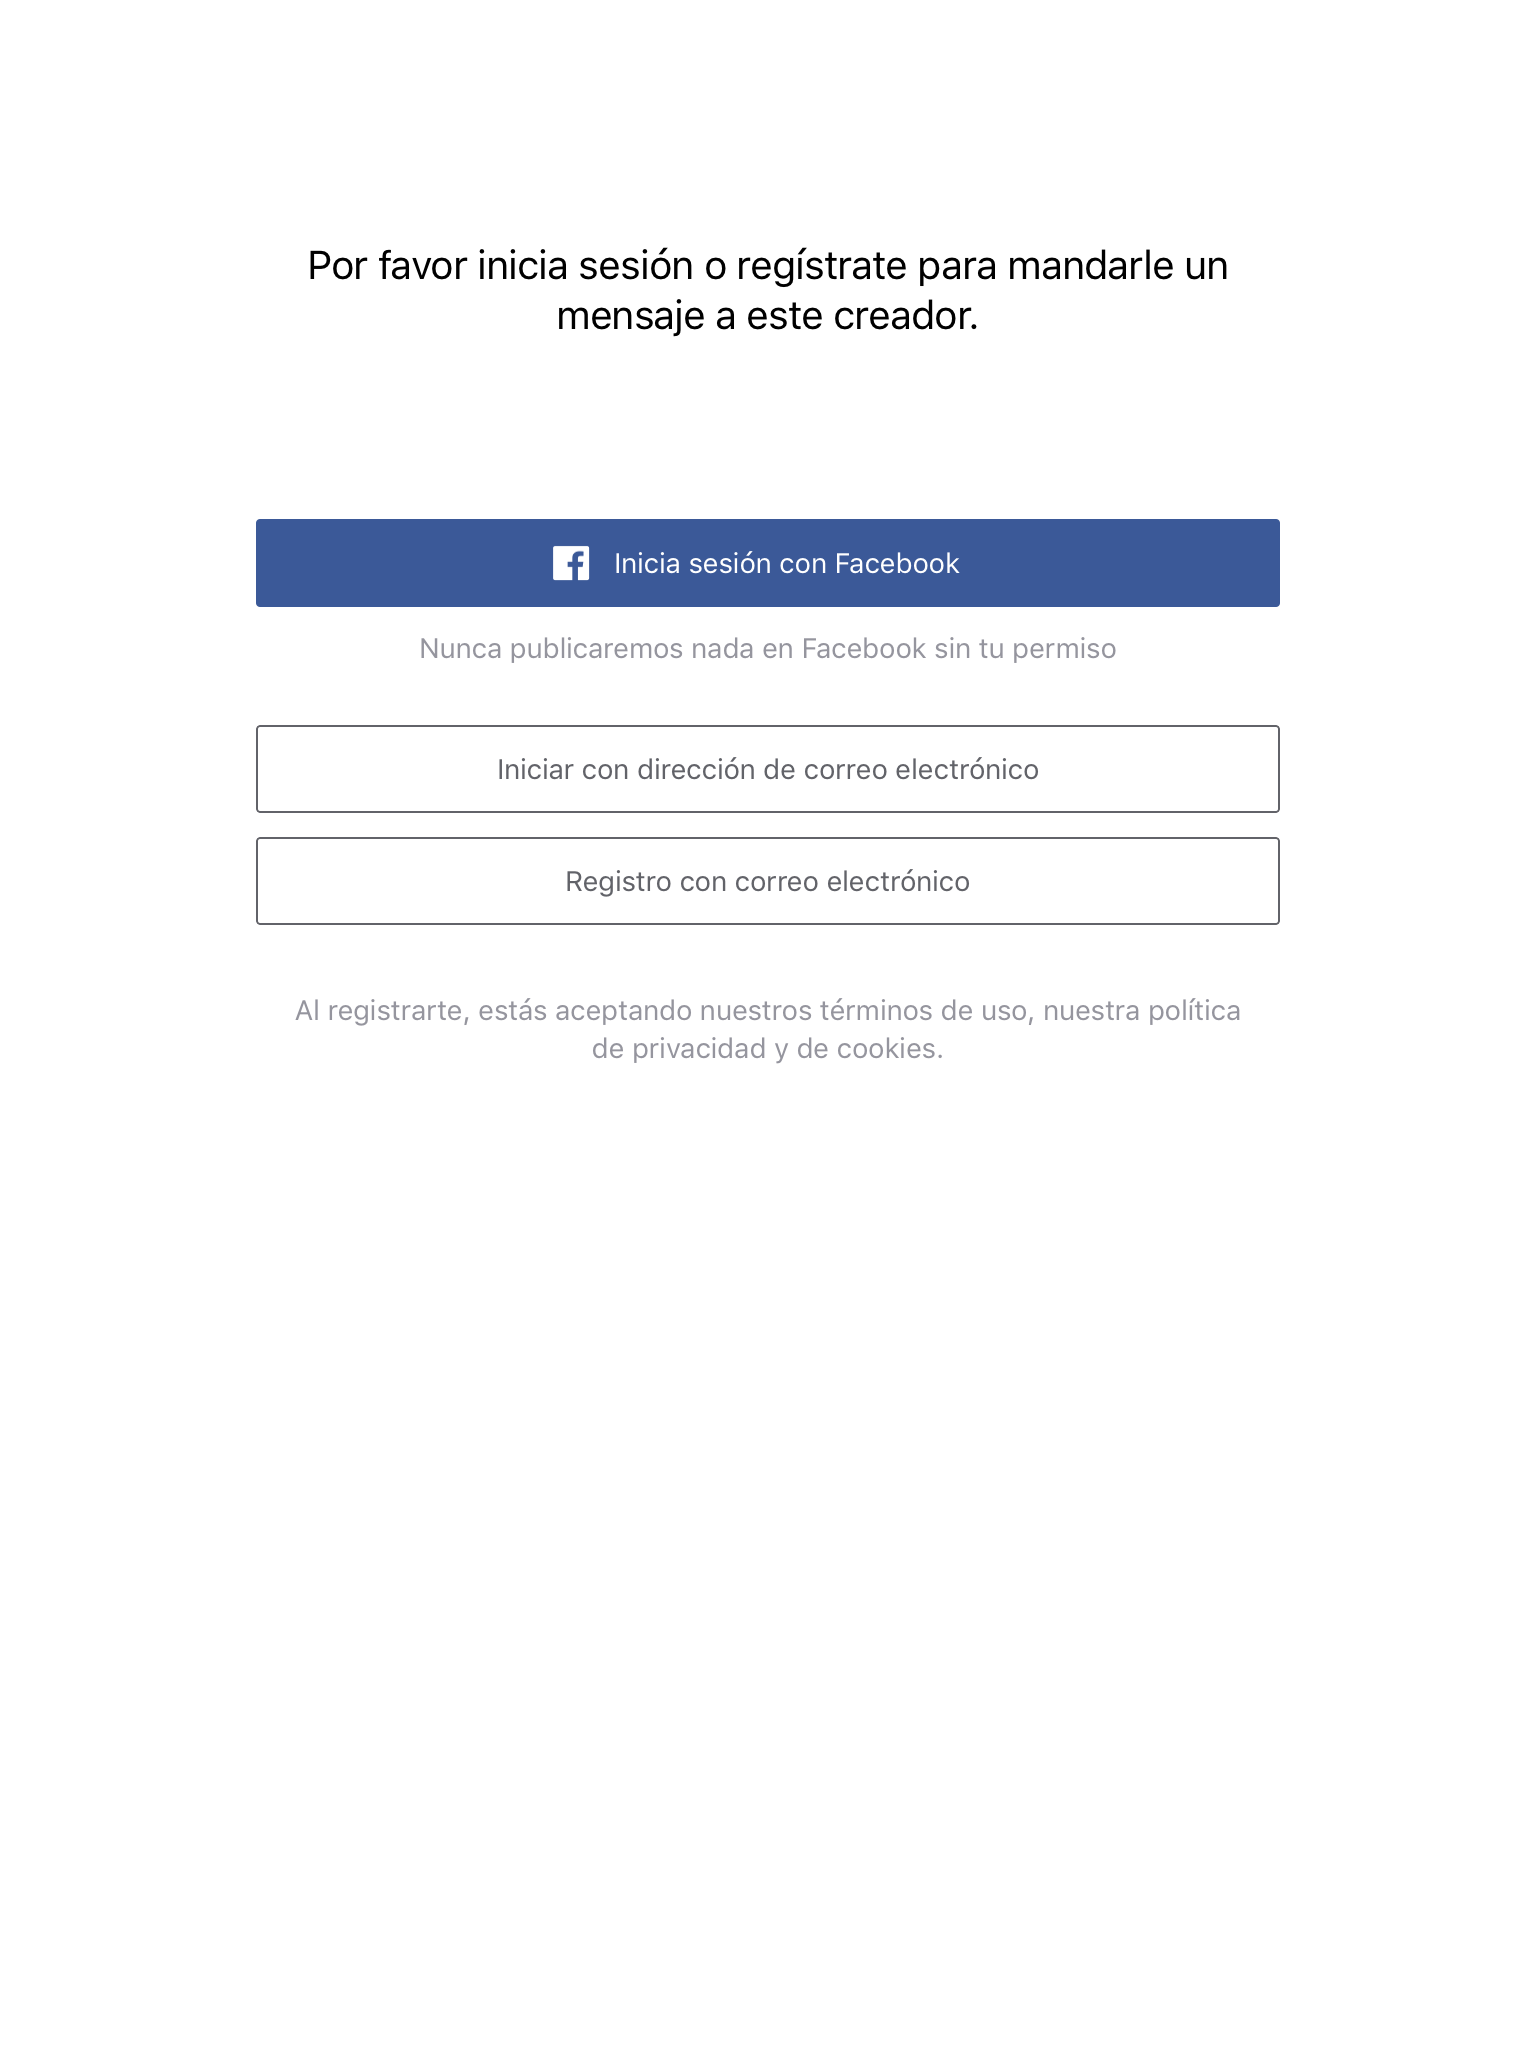 Por favor inicia sesión o regístrate para mandarle un
mensaje a este creador.
Inicia sesión con Facebook
Nunca publicaremos nada en Facebook sin tu permiso
Iniciar con dirección de correo electrónico
Registro con correo electrónico
Al registrarte, estás aceptando nuestros términos de uso, nuestra política
de privacidad y de cookies.